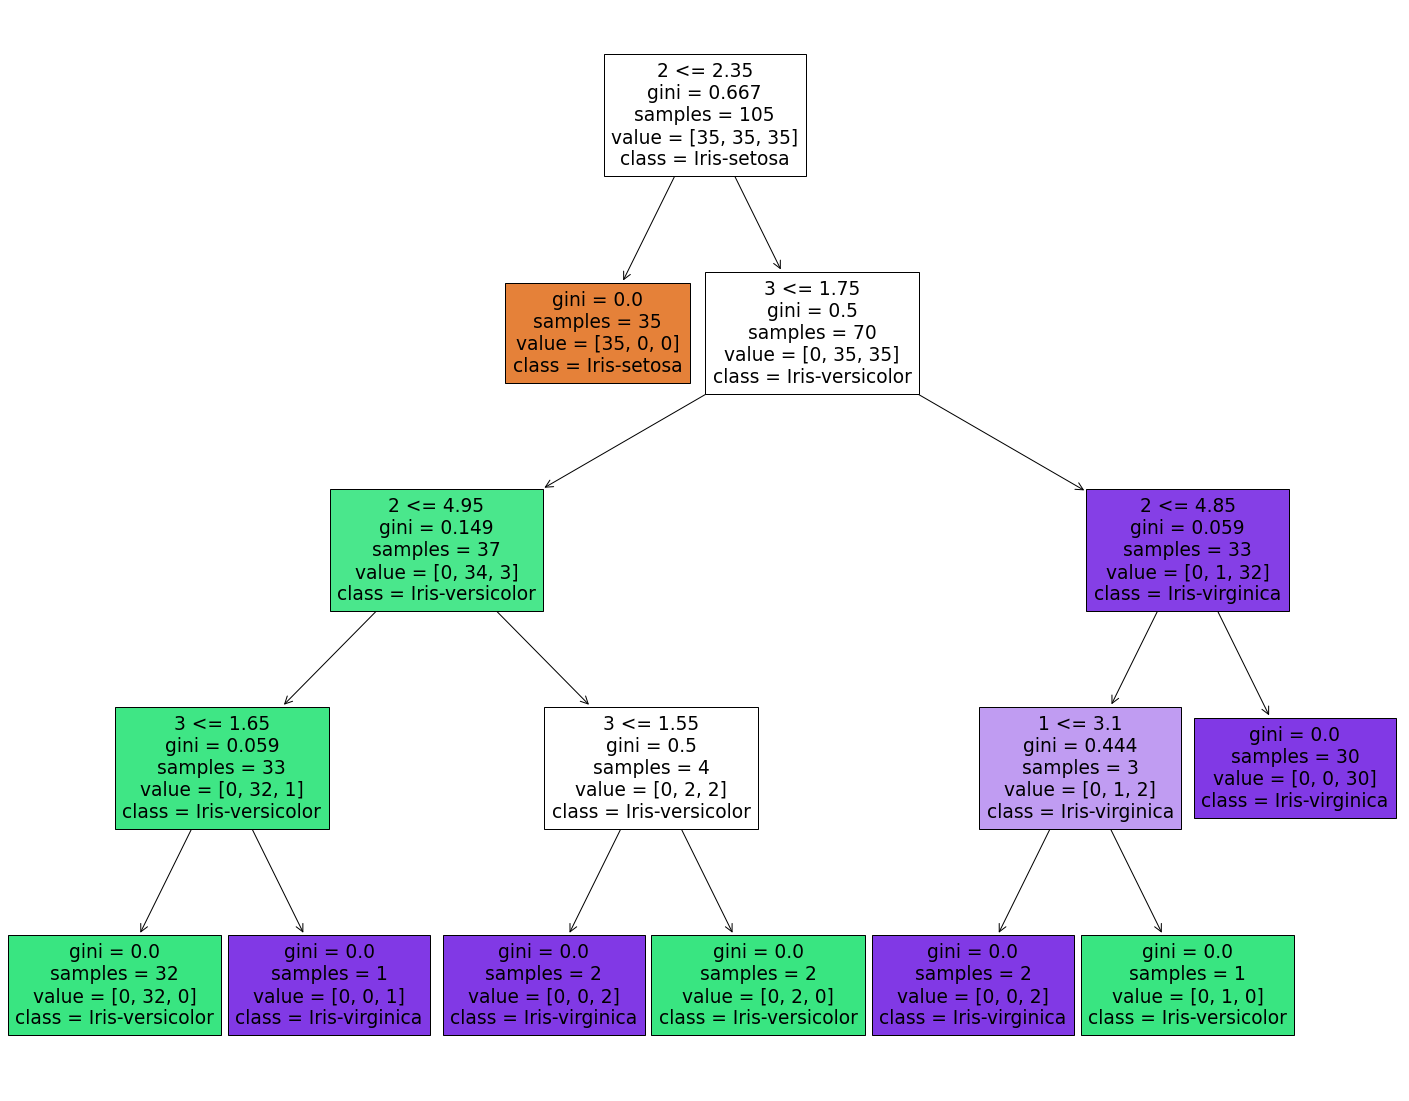 2 <= 2.35
gini = 0.667
samples = 105
value = [35, 35, 35]
class = Iris-setosa
gini = 0.0
samples = 35
value = [35, 0, 0]
class = Iris-setosa
3 <= 1.75
gini = 0.5
samples = 70
value = [0, 35, 35]
class = Iris-versicolor
2 <= 4.95
gini = 0.149
samples = 37
value = [0, 34, 3]
class = Iris-versicolor
2 <= 4.85
gini = 0.059
samples = 33
value = [0, 1, 32]
class = Iris-virginica
3 <= 1.65
gini = 0.059
samples = 33
value = [0, 32, 1]
class = Iris-versicolor
3 <= 1.55
gini = 0.5
samples = 4
value = [0, 2, 2]
class = Iris-versicolor
1 <= 3.1
gini = 0.444
samples = 3
value = [0, 1, 2]
class = Iris-virginica
gini = 0.0
samples = 30
value = [0, 0, 30]
class = Iris-virginica
gini = 0.0
samples = 32
value = [0, 32, 0]
class = Iris-versicolor
gini = 0.0
samples = 1
value = [0, 0, 1]
class = Iris-virginica
gini = 0.0
samples = 2
value = [0, 0, 2]
class = Iris-virginica
gini = 0.0
samples = 2
value = [0, 2, 0]
class = Iris-versicolor
gini = 0.0
samples = 2
value = [0, 0, 2]
class = Iris-virginica
gini = 0.0
samples = 1
value = [0, 1, 0]
class = Iris-versicolor